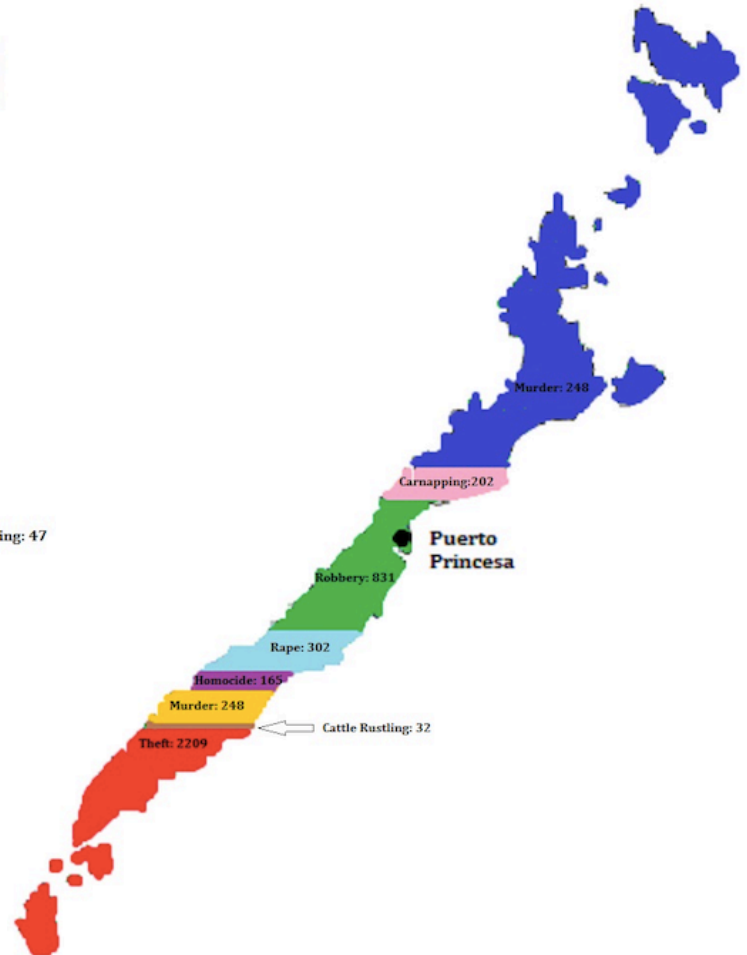 Murder: 248
Carnapping:202
ing: 47
Puerto
Princesa
Robbery: 831
Rape: 302
Homocide: 165
Murder: 248
Cattle Rustling: 32
Theft: 2209